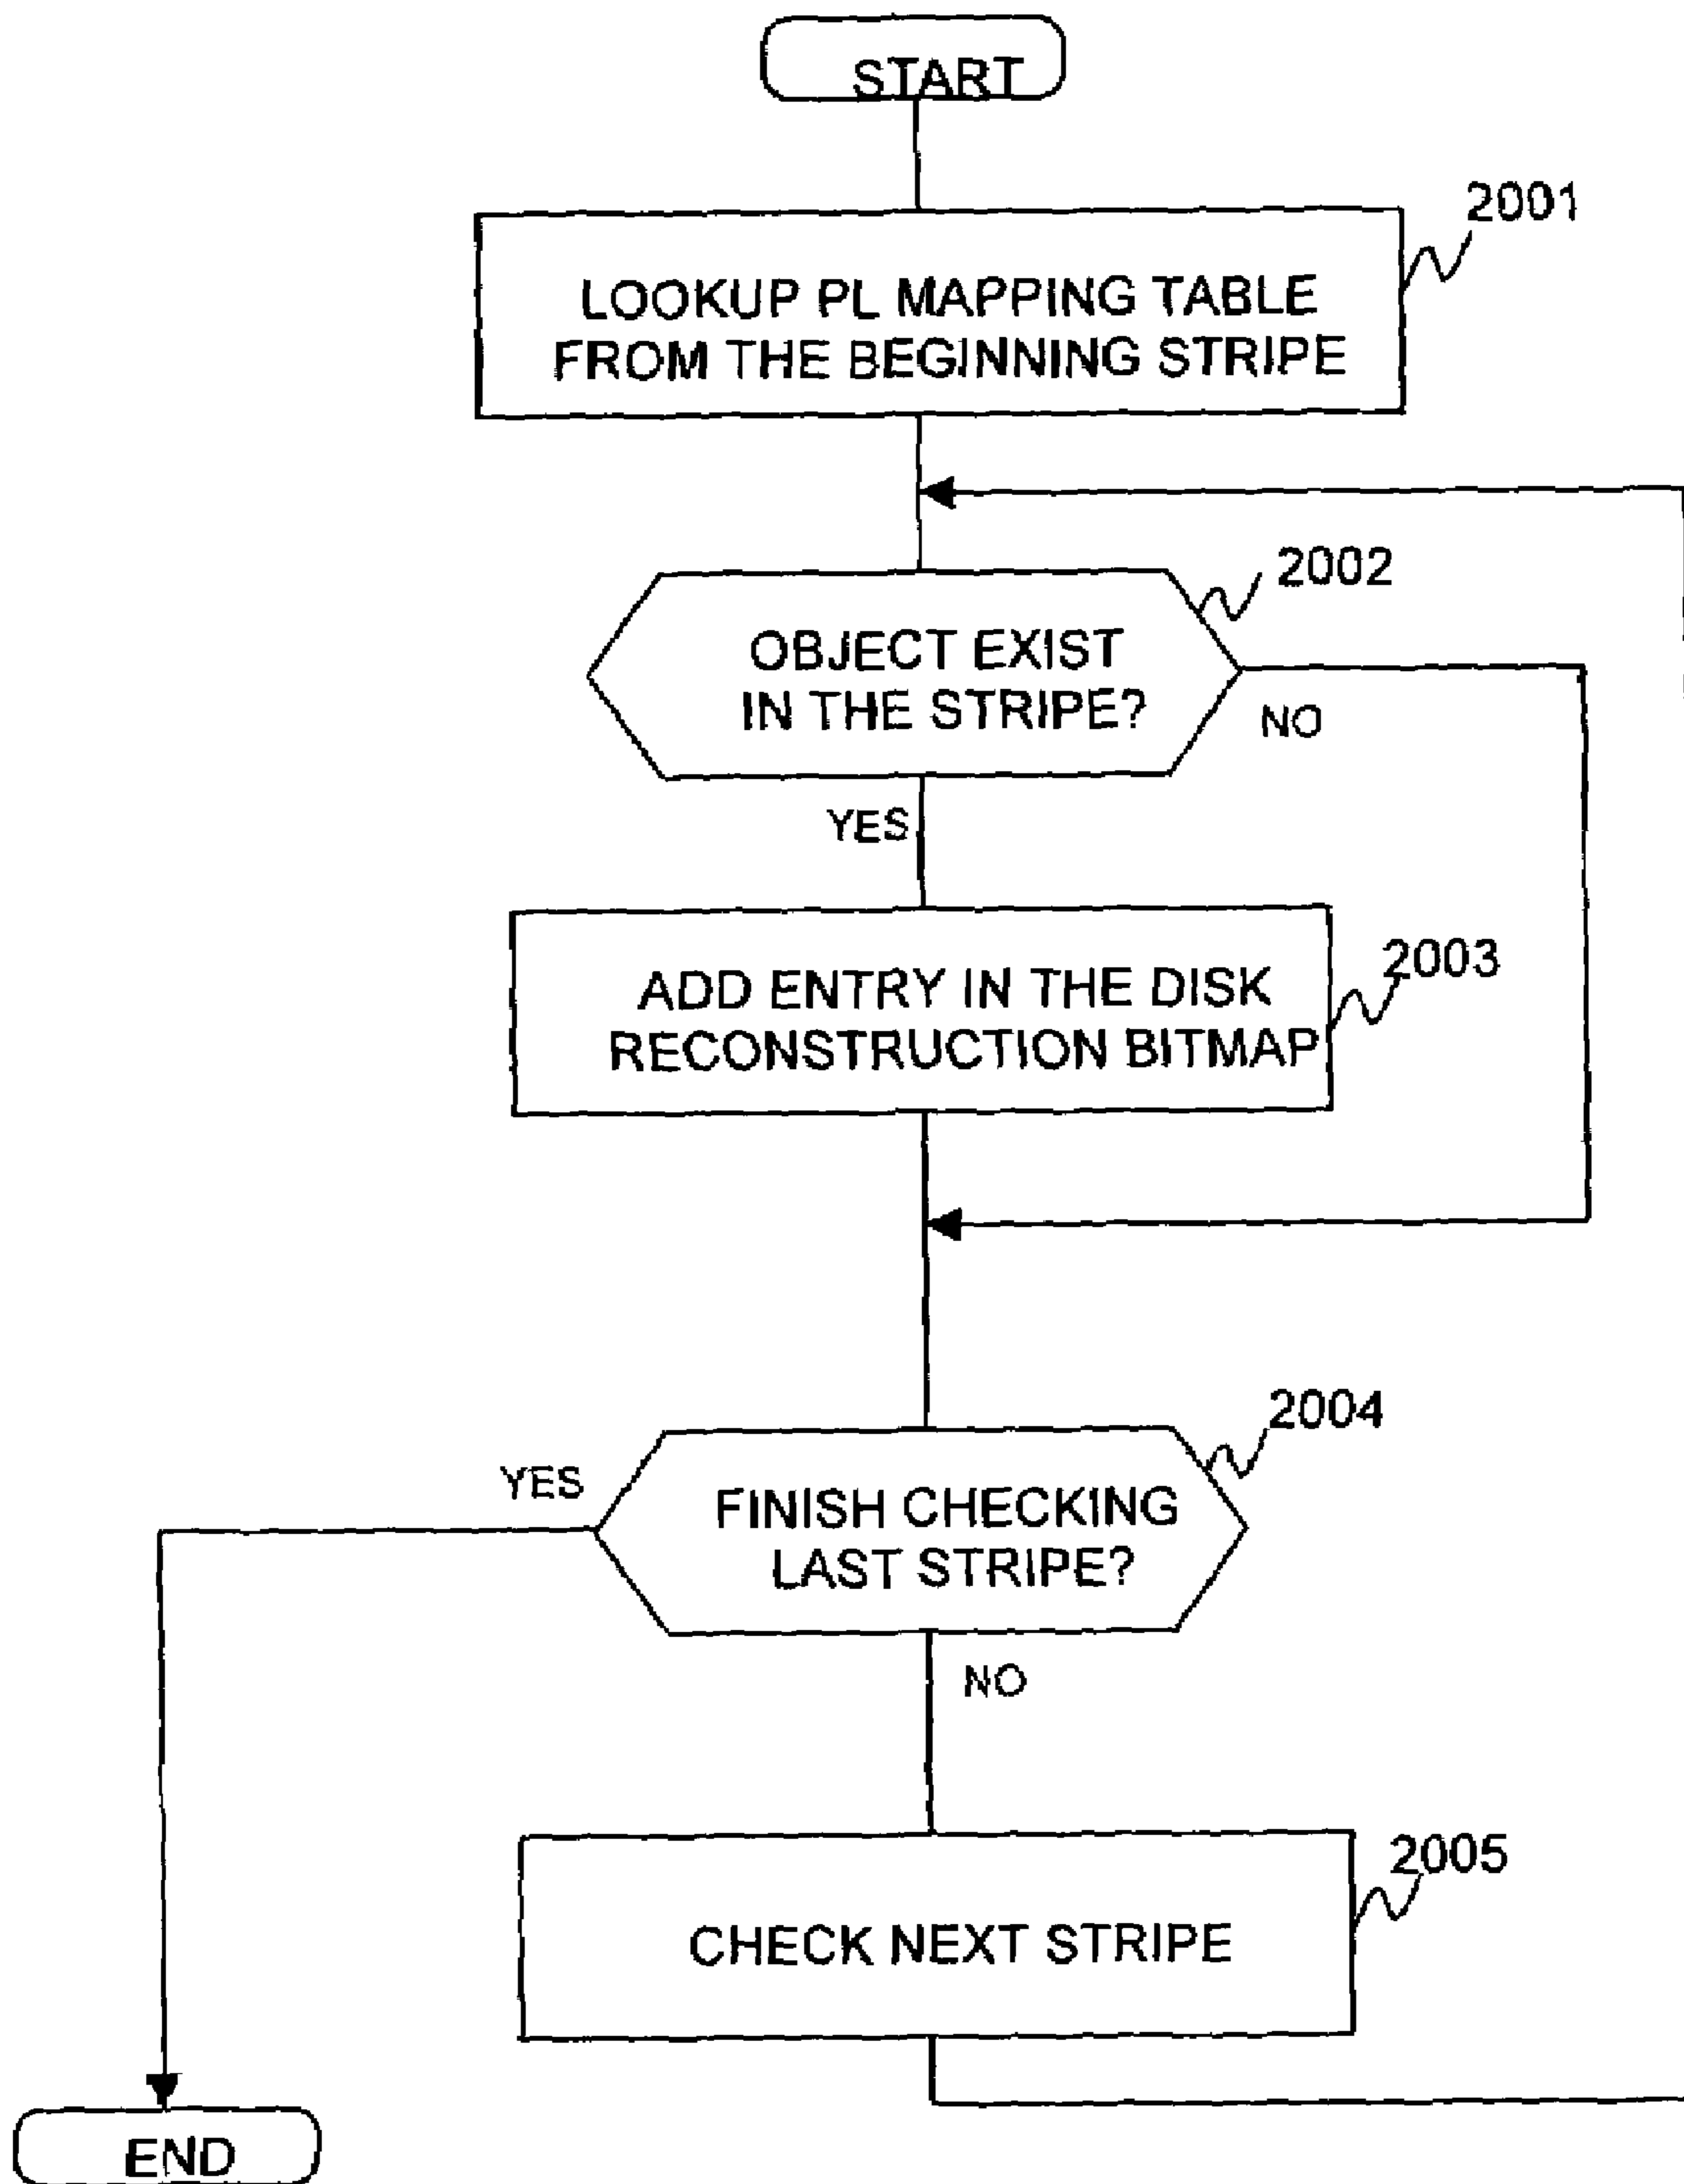 START
2001
LOOKUP PL MAPPING TABLE
FROM THE BEGINNING STRIPE
2002
OBJECT EXIST
IN THE STRIPE?
NO
YES
2003
ADD ENTRY IN THE DISK
RECONSTRUCTION BITMAP
2004
YES
FINISH CHECKING
LAST STRIPE?
NO
2005
CHECK NEXT STRIPE
END